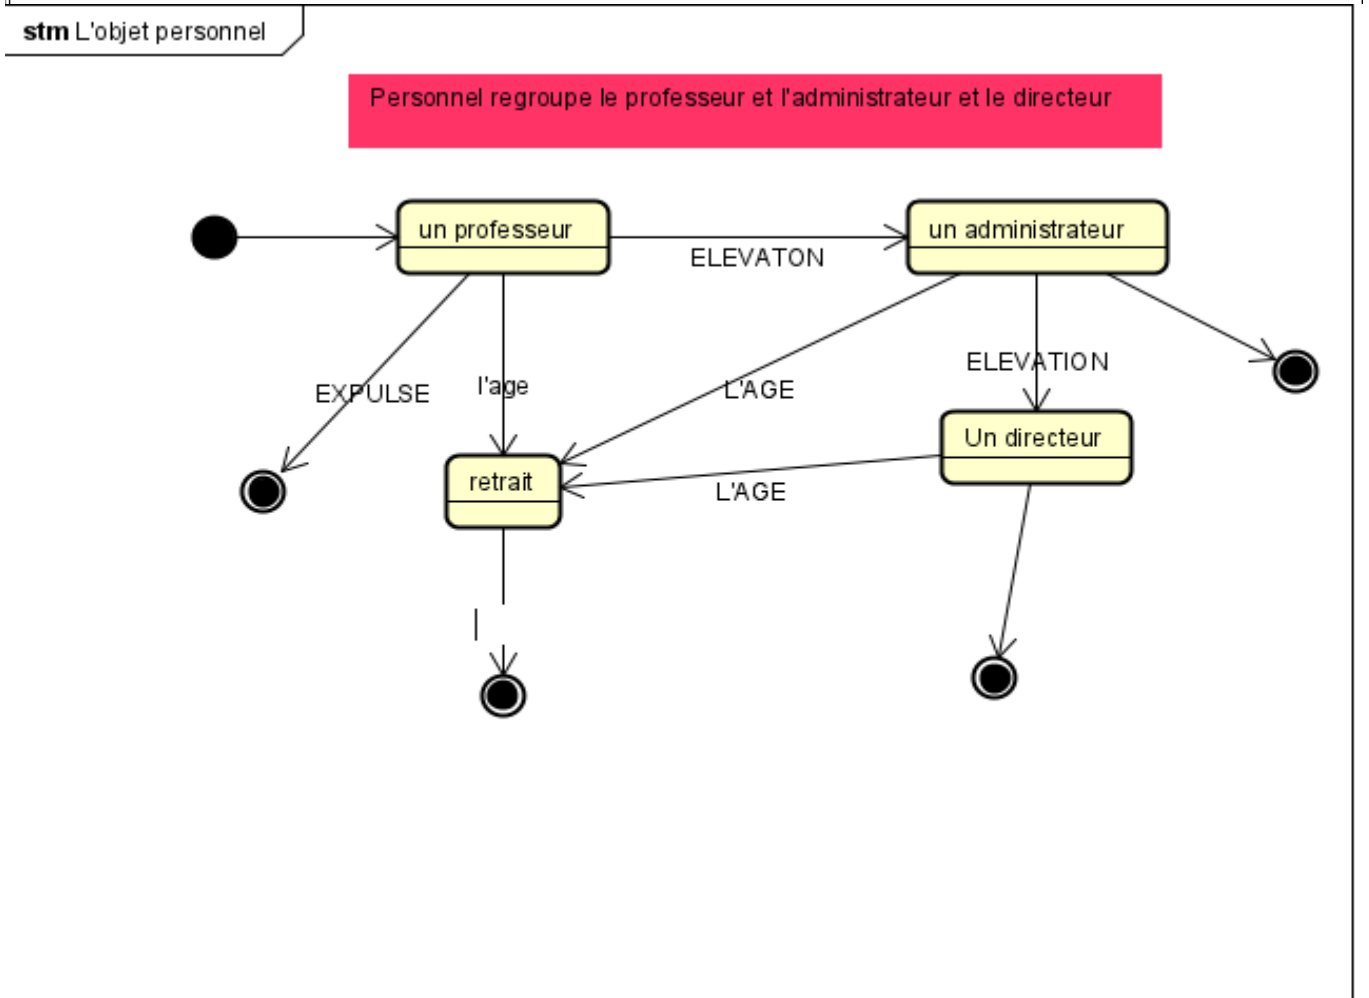 stm L'objet personnel
Personnel regroupe le professeur et l'administrateur et le directeur
un professeur
un administrateur
ELEVATON
ELEVATION
EXPULSE
l'age
L'AGE
Un directeur
retrait
L'AGE